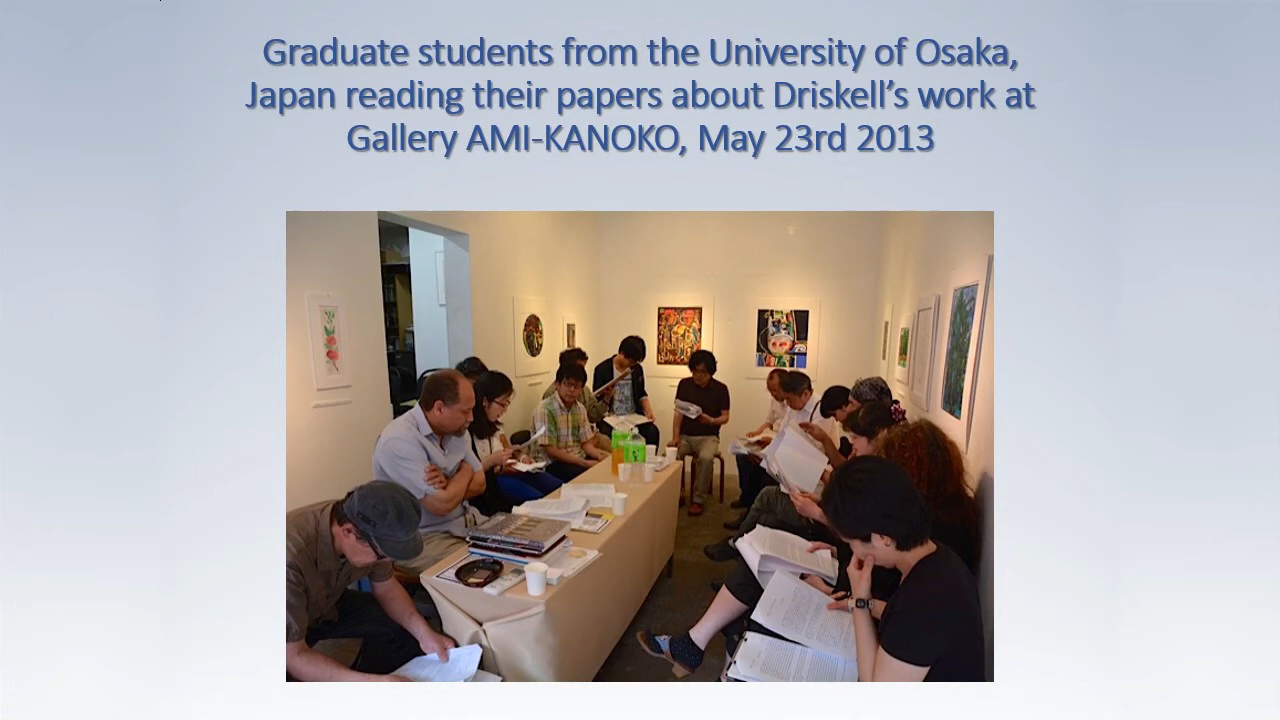 Graduate students from the University of Osaka,
Japan reading their papers about Driskell’s work at
Gallery AMI-KANOKO, May 23rd 2013